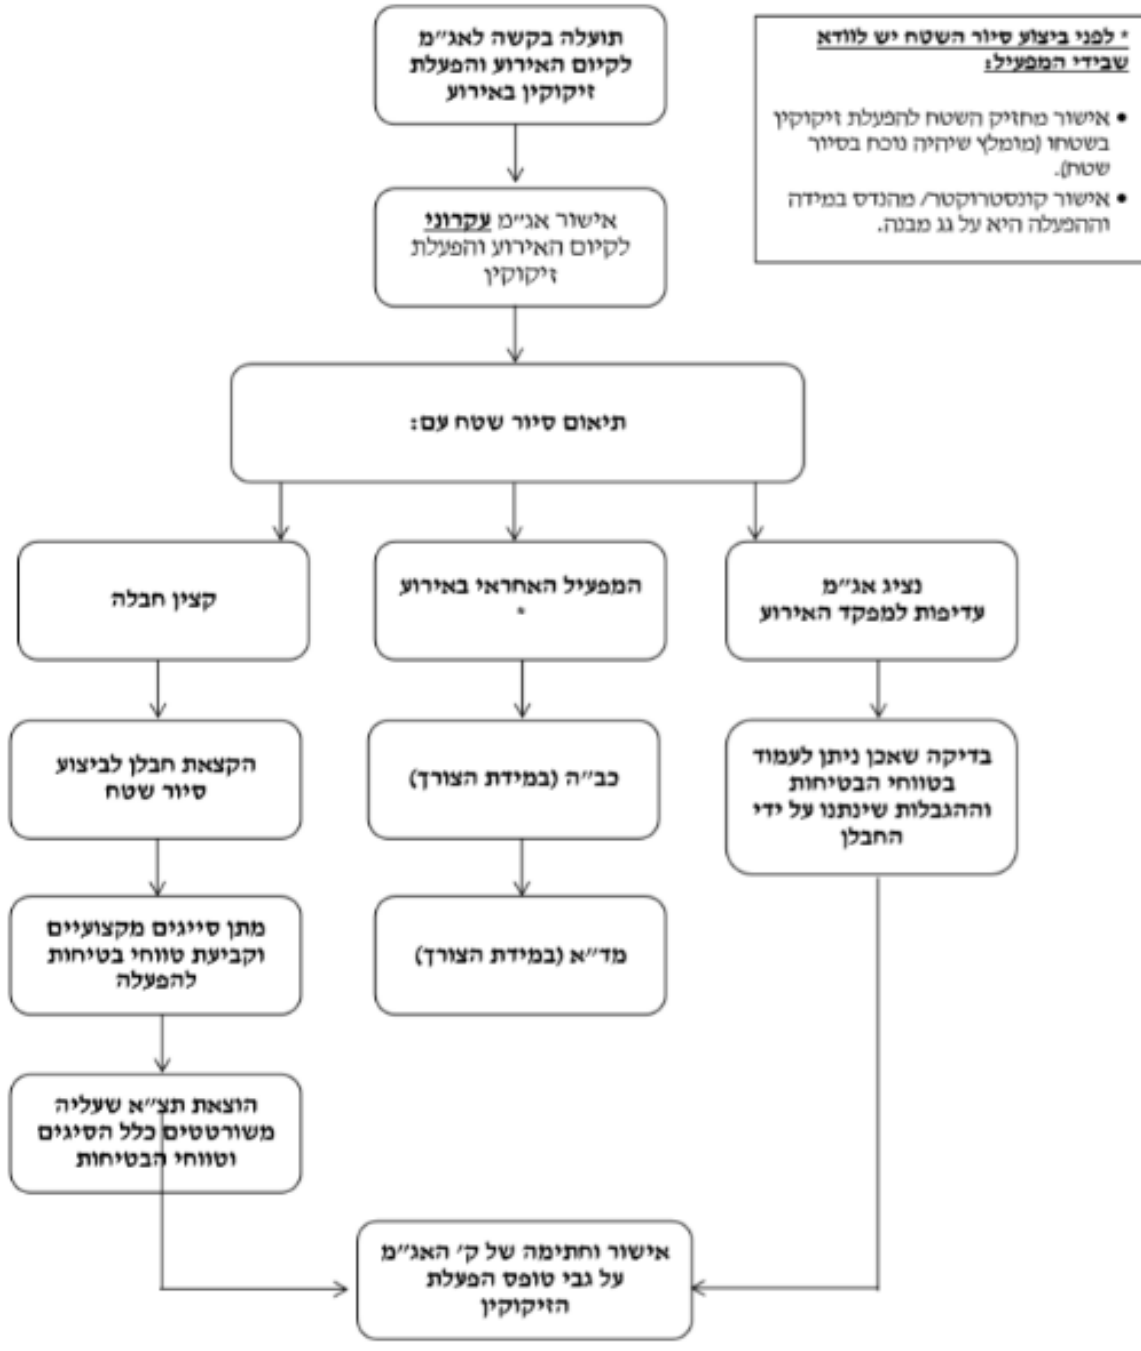 תועלה בקשה לאג״מ
לקיום האירוע והפעלת
זיקוקין באירוע
* לפני ביצוע סיור השטח יש לוודא
שבידי המפעיל:
• אישור מחזיק השטח להפעלת זיקוקין
בשטחו (מומלץ שיהיה נוכח בסיור
שטח).
• אישור קונסטרוקטר/ מהנדס במידה
וההפעלה היא על גג מבנה.
אישור אג״מ עקרוני
לקיום האירוע והפעלת
זיקוקין
תיאום סיור שטח עם:
נציג אג״מ
עדיפות למפקד האירוע
המפעיל האחראי באירוע
*
קצין חבלה
בדיקה שאכן ניתן לעמוד
בטווחי הבטיחות
וההגבלות שינתנו על ידי
החבלן
כב״ה (במידת הצורך)
הקצאת חבלן לביצוע
סיור שטח
מד״א (במידת הצורך)
מתן סייגים מקצועיים
וקביעת טווחי בטיחות
להפעלה
הוצאת תצ״א שעליה
משורטטים כלל הסיגים
וטווחי הבטיחות
אישור וחתימה של ק׳ האג״מ
על גבי טופס הפעלת
הזיקוקין